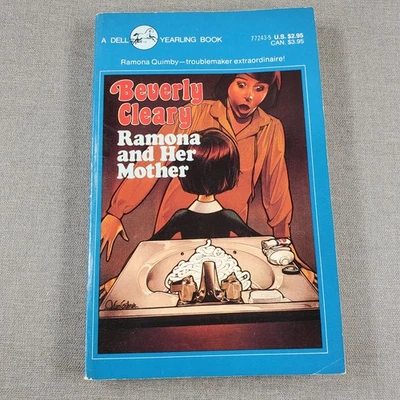 A DELL YEARLING BOOK
77243-5 U.S. $2.95
CAN. $3.95
Ramona Quimby—troublemaker extraordinaire!
Beverly
Cleary
Ramona
and Her
Mother